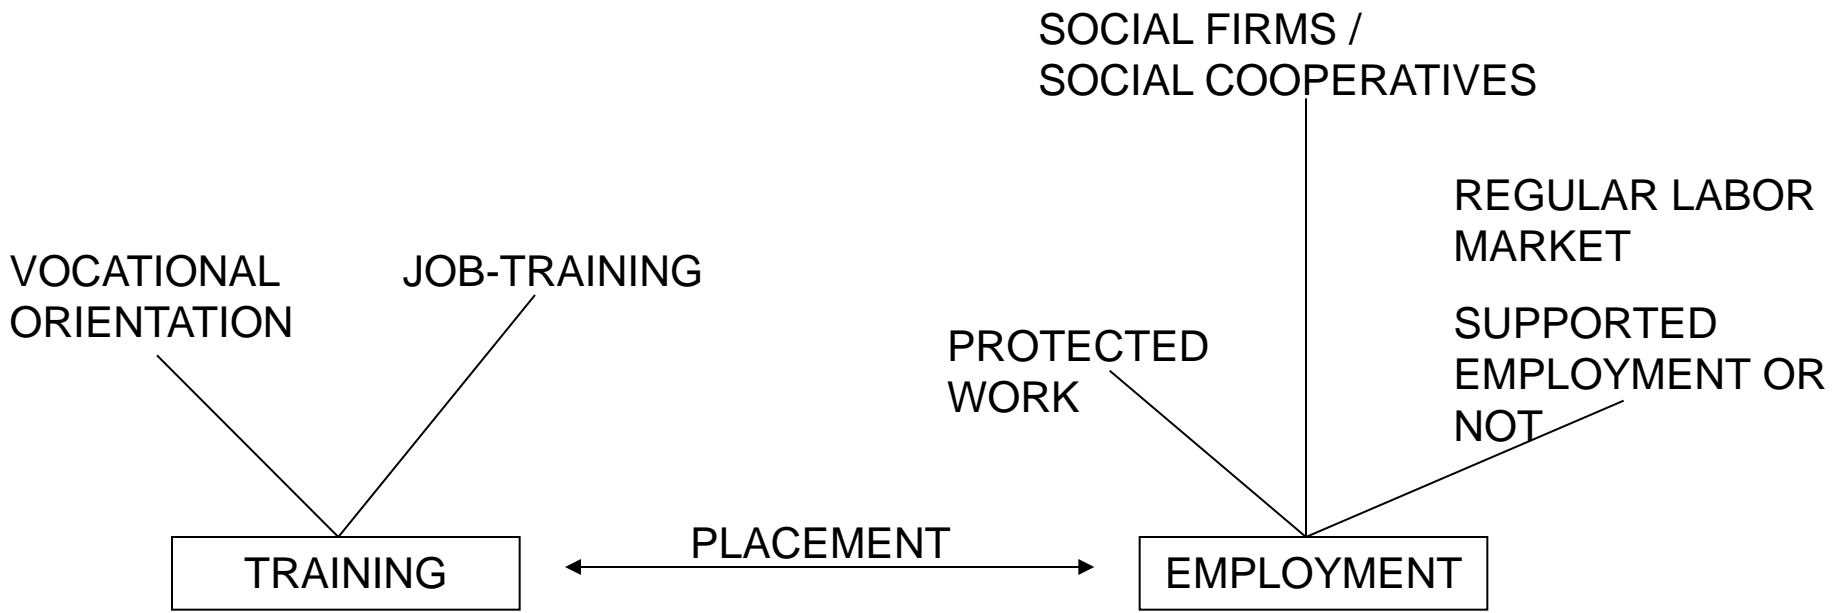 SOCIAL FIRMS /
SOCIAL COOPERATIVES
REGULAR LABOR
MARKET
VOCATIONAL
ORIENTATION
JOB-TRAINING
PROTECTED
WORK
SUPPORTED
EMPLOYMENT OR
NOT
TRAINING
PLACEMENT
EMPLOYMENT